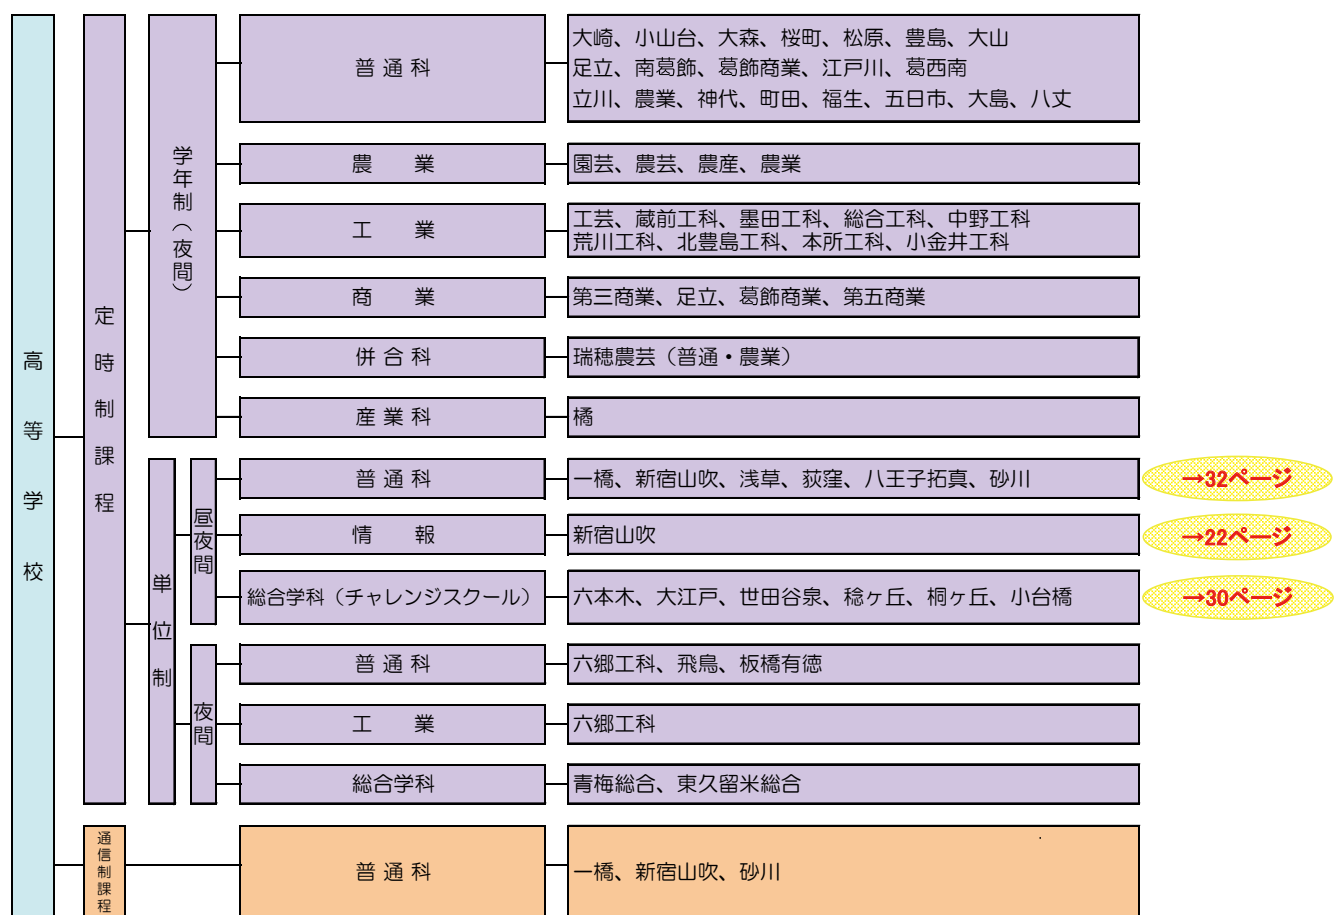 高等学校
定時制課程
学年制（夜間）
普通科
大崎、小山台、大森、桜町、松原、豊島、大山
足立、南葛飾、葛飾商業、江戸川、葛西南
立川、農業、神代、町田、福生、五日市、大島、八丈
農　業
園芸、農芸、農産、農業
工　業
工芸、蔵前工科、墨田工科、総合工科、中野工科
荒川工科、北豊島工科、本所工科、小金井工科
商　業
第三商業、足立、葛飾商業、第五商業
併合科
瑞穂農芸（普通・農業）
産業科
橘
単位制
昼夜間
普通科
一橋、新宿山吹、浅草、荻窪、八王子拓真、砂川
→32ページ
情　報
新宿山吹
→22ページ
総合学科（チャレンジスクール）
六本木、大江戸、世田谷泉、稔ヶ丘、桐ヶ丘、小台橋
→30ページ
夜間
普通科
六郷工科、飛鳥、板橋有徳
工　業
六郷工科
総合学科
青梅総合、東久留米総合
通信制課程
普通科
一橋、新宿山吹、砂川